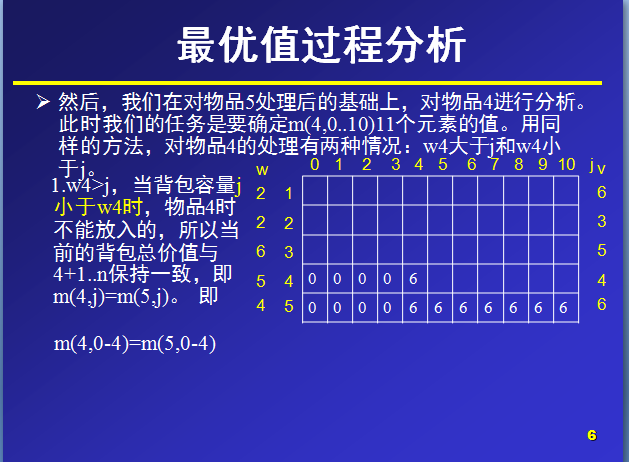 最优值过程分析
然后，我们在对物品5处理后的基础上，对物品4进行分析。
此时我们的任务是要确定m(4,0..10)11个元素的值。用同
样的方法，对物品4的处理有两种情况：w4大于j和w4小
于j。
1.w4>j，当背包容量j
小于w4时，物品4时
不能放入的，所以当
前的背包总价值与
4+1..n保持一致，即
m(4,j)=m(5,j)。 即
m(4,0-4)=m(5,0-4)
w 0 1 2 3 4 5 6 7 8 9 10 j v
2 1 6
2 2 3
6 3 5
5 4 0 0 0 0 6 4
4 5 0 0 0 0 6 6 6 6 6 6 6 6
6